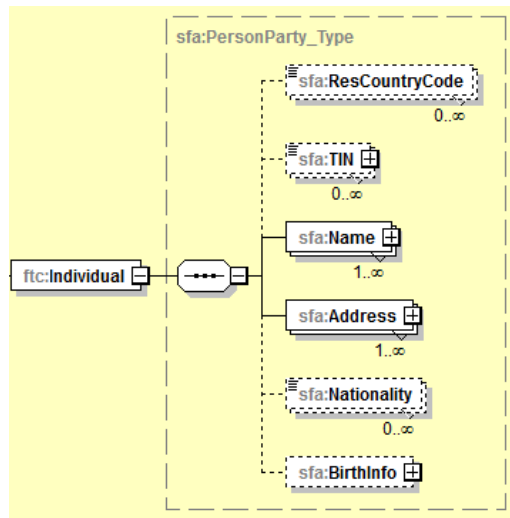 sfa:PersonParty_Type
sfa:ResCountryCode
0..∞
sfa:TIN
0..∞
sfa:Name
1..∞
ftc:Individual
sfa:Address
1..∞
sfa:Nationality
0..∞
sfa:BirthInfo